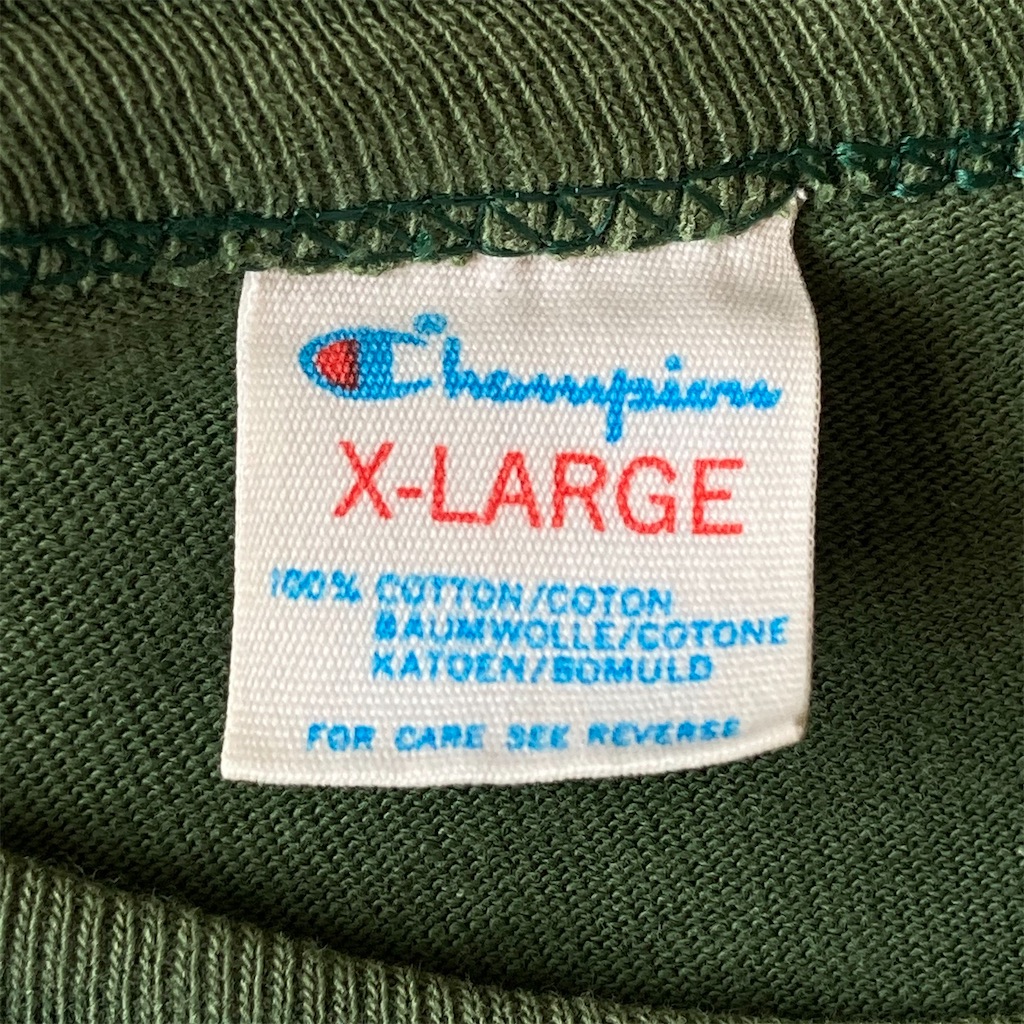 Champion
X-LARGE
100% COTTON/COTON
BAUMWOLLE/COTONE
KATOEN/BOMULD
FOR CARE SEE REVERSE